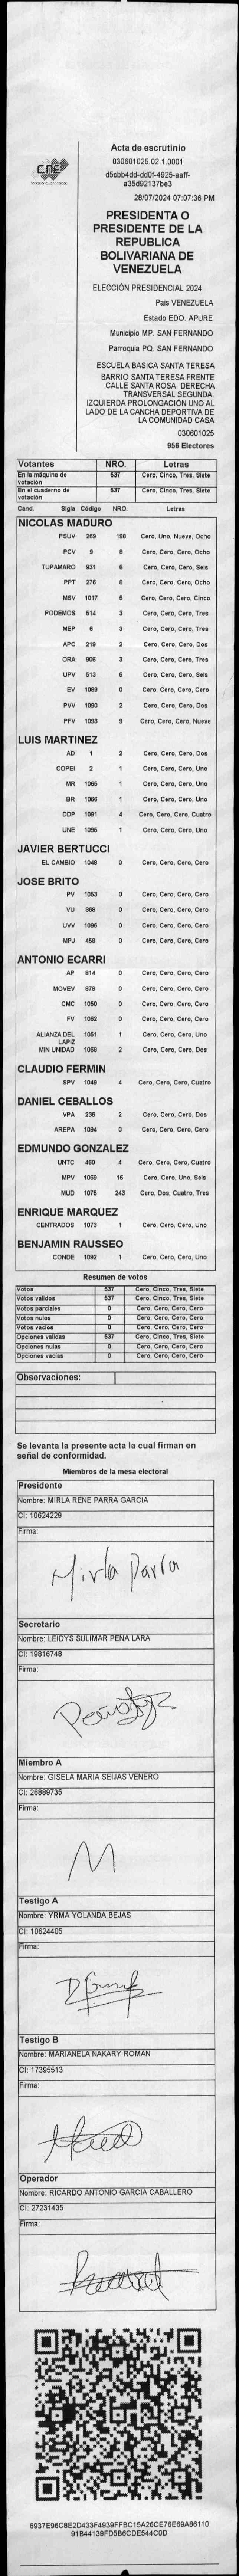 CNE
Acta de escrutinio
030601025.02.1.0001
d5cbb4dd-dd0f-4925-aaff-
a35d92137be3
28/07/2024 07:07:36 PM
PRESIDENTA O
PRESIDENTE DE LA
REPUBLICA
BOLIVARIANA DE
VENEZUELA
ELECCIÓN PRESIDENCIAL 2024
Pais VENEZUELA
Estado EDO. APURE
Municipio MP. SAN FERNANDO
Parroquia PQ. SAN FERNANDO
ESCUELA BASICA SANTA TERESA
BARRIO SANTA TERESA FRENTE
CALLE SANTA ROSA. DERECHA
TRANSVERSAL SEGUNDA.
IZQUIERDA PROLONGACIÓN UNO AL
LADO DE LA CANCHA DEPORTIVA DE
LA COMUNIDAD CASA
030601025
956 Electores
Votantes NRO. Letras
En la máquina de votación 537 Cero, Cinco, Tres, Siete
En el cuaderno de votación 537 Cero, Cinco, Tres, Siete
Cand. Sigla Código NRO. Letras
NICOLAS MADURO
PSUV 269 198 Cero, Uno, Nueve, Ocho
PCV 9 8 Cero, Cero, Cero, Ocho
TUPAMARO 931 6 Cero, Cero, Cero, Seis
PPT 276 8 Cero, Cero, Cero, Ocho
MSV 1017 5 Cero, Cero, Cero, Cinco
PODEMOS 514 3 Cero, Cero, Cero, Tres
MEP 6 3 Cero, Cero, Cero, Tres
APC 219 2 Cero, Cero, Cero, Dos
ORA 906 3 Cero, Cero, Cero, Tres
UPV 513 6 Cero, Cero, Cero, Seis
EV 1089 0 Cero, Cero, Cero, Cero
PVV 1090 2 Cero, Cero, Cero, Dos
PFV 1093 9 Cero, Cero, Cero, Nueve
LUIS MARTINEZ
AD 1 2 Cero, Cero, Cero, Dos
COPEI 2 1 Cero, Cero, Cero, Uno
MR 1065 1 Cero, Cero, Cero, Uno
BR 1066 1 Cero, Cero, Cero, Uno
DDP 1091 4 Cero, Cero, Cero, Cuatro
UNE 1095 1 Cero, Cero, Cero, Uno
JAVIER BERTUCCI
EL CAMBIO 1048 0 Cero, Cero, Cero, Cero
JOSE BRITO
PV 1053 0 Cero, Cero, Cero, Cero
VU 868 0 Cero, Cero, Cero, Cero
UVV 1096 0 Cero, Cero, Cero, Cero
MPJ 459 0 Cero, Cero, Cero, Cero
ANTONIO ECARRI
AP 814 0 Cero, Cero, Cero, Cero
MOVEV 878 0 Cero, Cero, Cero, Cero
CMC 1050 0 Cero, Cero, Cero, Cero
FV 1062 0 Cero, Cero, Cero, Cero
ALIANZA DEL LAPIZ 1051 1 Cero, Cero, Cero, Uno
MIN UNIDAD 1069 2 Cero, Cero, Cero, Dos
CLAUDIO FERMIN
SPV 1049 4 Cero, Cero, Cero, Cuatro
DANIEL CEBALLOS
VPA 236 2 Cero, Cero, Cero, Dos
AREPA 1094 0 Cero, Cero, Cero, Cero
EDMUNDO GONZALEZ
UNTC 460 4 Cero, Cero, Cero, Cuatro
MPV 1069 16 Cero, Cero, Uno, Seis
MUD 1075 243 Cero, Dos, Cuatro, Tres
ENRIQUE MARQUEZ
CENTRADOS 1073 1 Cero, Cero, Cero, Uno
BENJAMIN RAUSSEO
CONDE 1092 1 Cero, Cero, Cero, Uno
Resumen de votos
Votos 537 Cero, Cinco, Tres, Siete
Votos validos 537 Cero, Cinco, Tres, Siete
Votos parciales 0 Cero, Cero, Cero, Cero
Votos nulos 0 Cero, Cero, Cero, Cero
Votos vacios 0 Cero, Cero, Cero, Cero
Opciones validas 537 Cero, Cinco, Tres, Siete
Opciones nulas 0 Cero, Cero, Cero, Cero
Opciones vacias 0 Cero, Cero, Cero, Cero
Observaciones:
Se levanta la presente acta la cual firman en
señal de conformidad.
Miembros de la mesa electoral
Presidente
Nombre: MIRLA RENE PARRA GARCIA
CI: 10624229
Firma:
Mirla Parra
Secretario
Nombre: LEIDYS SULIMAR PEÑA LARA
CI: 19816748
Firma:
Miembro A
Nombre: GISELA MARIA SEIJAS VENERO
CI: 26889735
Firma:
Testigo A
Nombre: YRMA YOLANDA BEJAS
CI: 10624405
Firma:
Testigo B
Nombre: MARIANELA NAKARY ROMAN
CI: 17395513
Firma:
Operador
Nombre: RICARDO ANTONIO GARCIA CABALLERO
CI: 27231435
Firma:
6937E96C8E2D433F4939FFBC15A26CE76E69A86110
91B44139FD5B6CDE544C0D